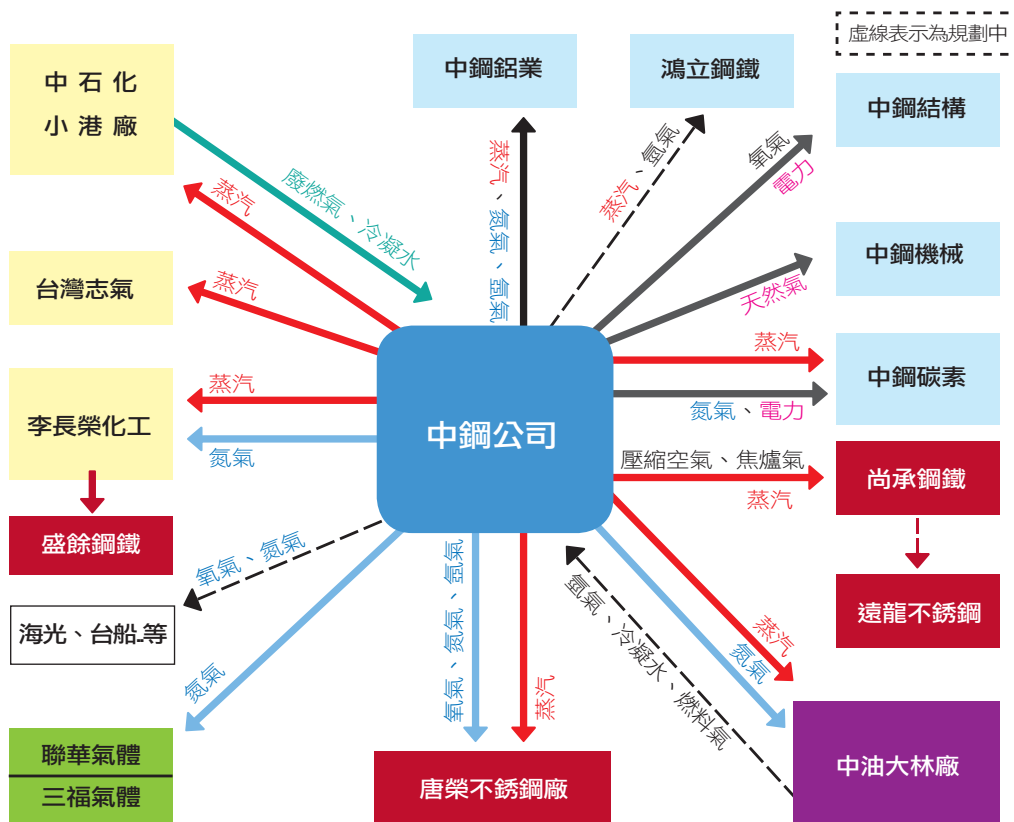 虛線表示為規劃中
中石化
小港廠
中鋼鋁業
鴻立鋼鐵
中鋼結構
廢燃氣、冷凝水
蒸汽
蒸汽、氮氣、氬氣
蒸汽、氬氣
氧氣
電力
台灣志氣
蒸汽
中鋼機械
天然氣
李長榮化工
蒸汽
氮氣
中鋼公司
蒸汽
氮氣、電力
中鋼碳素
壓縮空氣、焦爐氣
蒸汽
尚承鋼鐵
盛餘鋼鐵
氧氣、氮氣
海光、台船..等
遠龍不銹鋼
氮氣
氧氣、氮氣、氬氣
蒸汽
氫氣、冷凝水、燃料氣
蒸汽
氮氣
聯華氣體
三福氣體
唐榮不銹鋼廠
中油大林廠